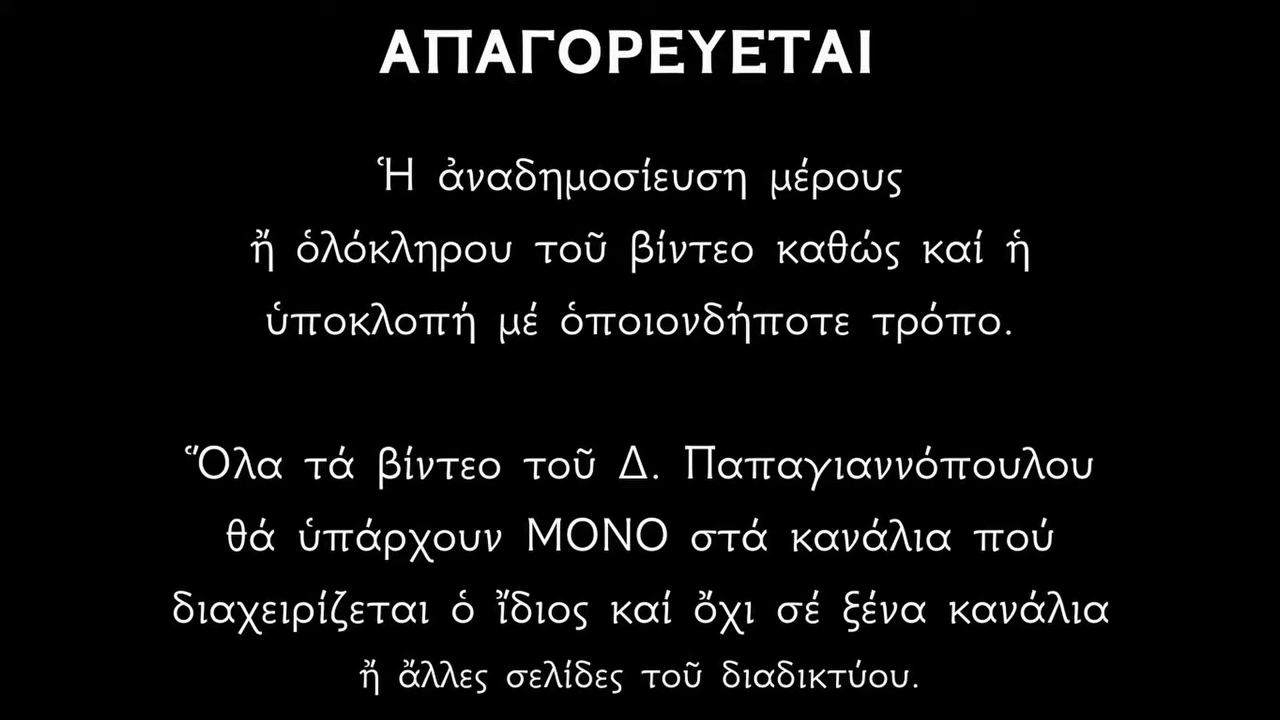 ΑΠΑΓΟΡΕΥΕΤΑΙ
Ἡ ἀναδημοσίευση μέρους
ἤ ὁλόκληρου τοῦ βίντεο καθώς καί ἡ
ὑποκλοπή μέ ὁποιονδήποτε τρόπο.
Ὅλα τά βίντεο τοῦ Δ. Παπαγιαννόπουλου
θά ὑπάρχουν ΜΟΝΟ στά κανάλια πού
διαχειρίζεται ὁ ἴδιος καί ὄχι σέ ξένα κανάλια
ἤ ἄλλες σελίδες τοῦ διαδικτύου.